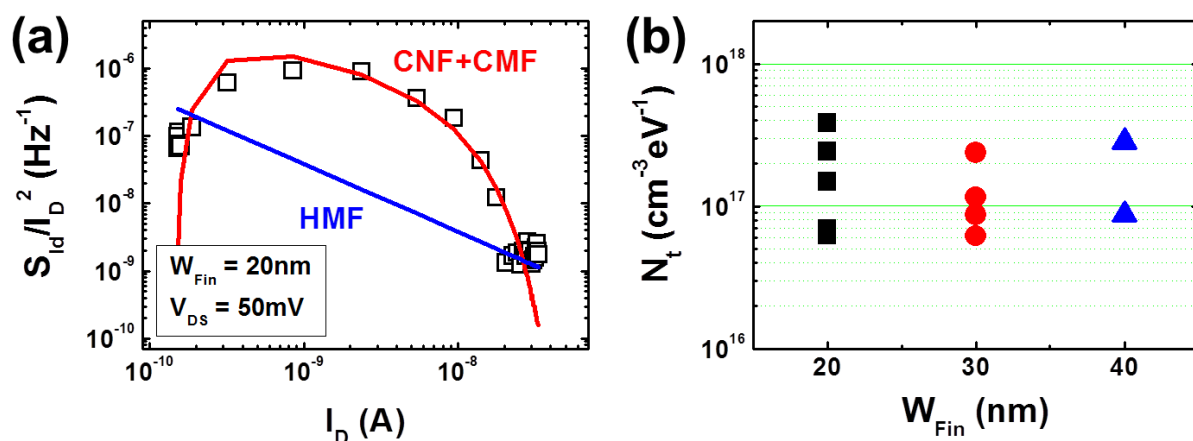 (a)
S_Id/I_D^2 (Hz^-1)
10^-6
10^-7
10^-8
10^-9
10^-10
CNF+CMF
HMF
W_Fin = 20nm
V_DS = 50mV
10^-10 10^-9 10^-8
I_D (A)
(b)
N_t (cm^-3 eV^-1)
10^18
10^17
10^16
20 30 40
W_Fin (nm)